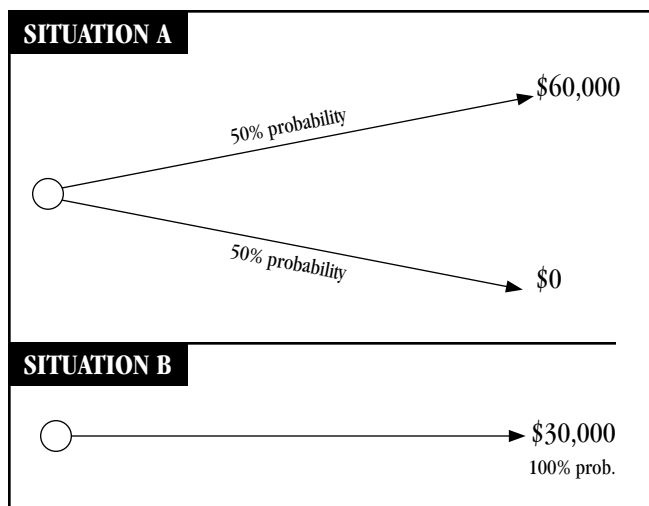 SITUATION A
$60,000
50% probability
50% probability
$0
SITUATION B
$30,000
100% prob.